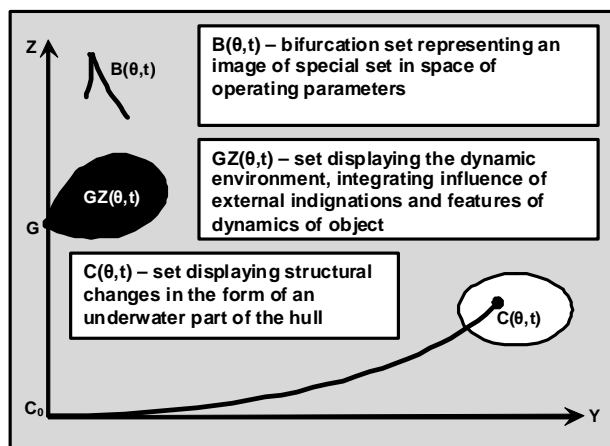 Z
B(θ,t)
B(θ,t) – bifurcation set representing an
image of special set in space of
operating parameters
GZ(θ,t)
GZ(θ,t) – set displaying the dynamic
environment, integrating influence of
external indignations and features of
dynamics of object
G
C(θ,t) – set displaying structural
changes in the form of an
underwater part of the hull
C(θ,t)
C₀
Y